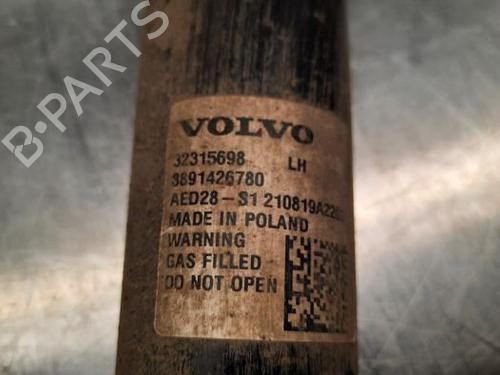 VOLVO
32315698 LH
3891426780
AED28-S1 210819A22
MADE IN POLAND
WARNING
GAS FILLED
DO NOT OPEN
B-PARTS